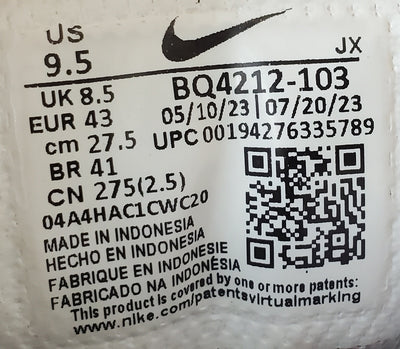 US
9.5
JX
UK 8.5
BQ4212-103
EUR 43
05/10/23 | 07/20/23
cm 27.5
UPC 00194276335789
BR 41
CN 275(2.5)
04A4HAC1CWC20
MADE IN INDONESIA
HECHO EN INDONESIA
FABRIQUE EN INDONESIE
FABRICADO NA INDONÉSIA
This product is covered by one or more patents:
www.nike.com/patentsvirtualmarking